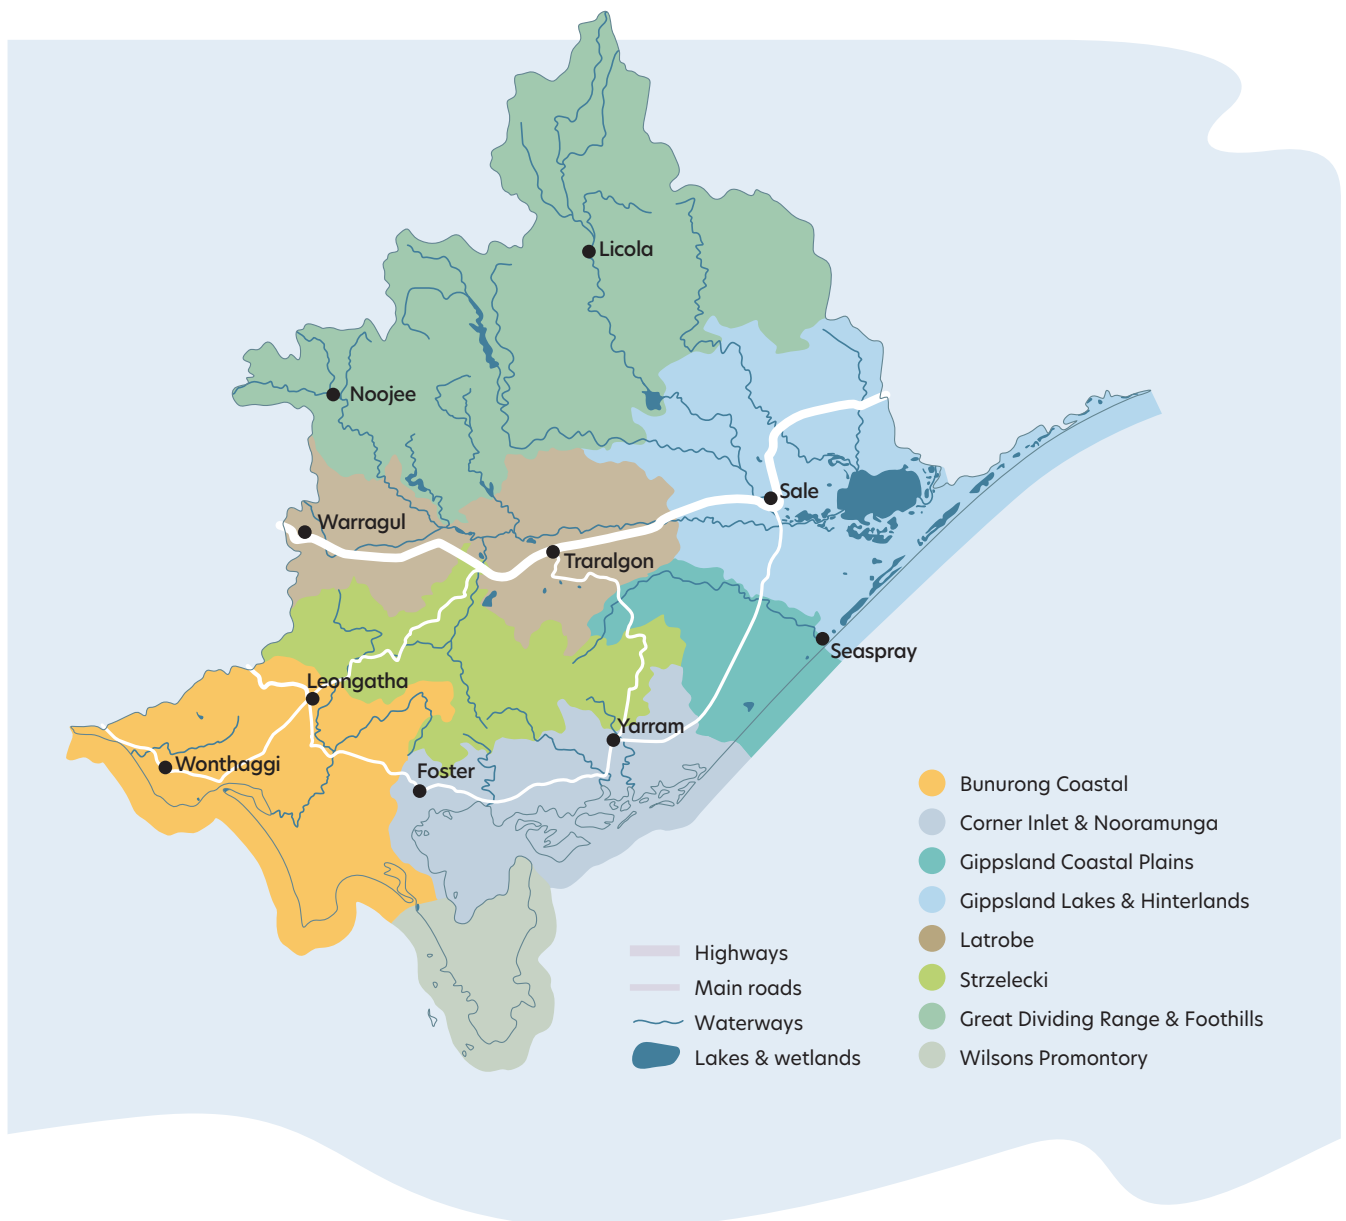 Licola
Noojee
Sale
Warragul
Traralgon
Seaspray
Leongatha
Yarram
Wonthaggi
Foster
Highways
Main roads
Waterways
Lakes & wetlands
Bunurong Coastal
Corner Inlet & Nooramunga
Gippsland Coastal Plains
Gippsland Lakes & Hinterlands
Latrobe
Strzelecki
Great Dividing Range & Foothills
Wilsons Promontory